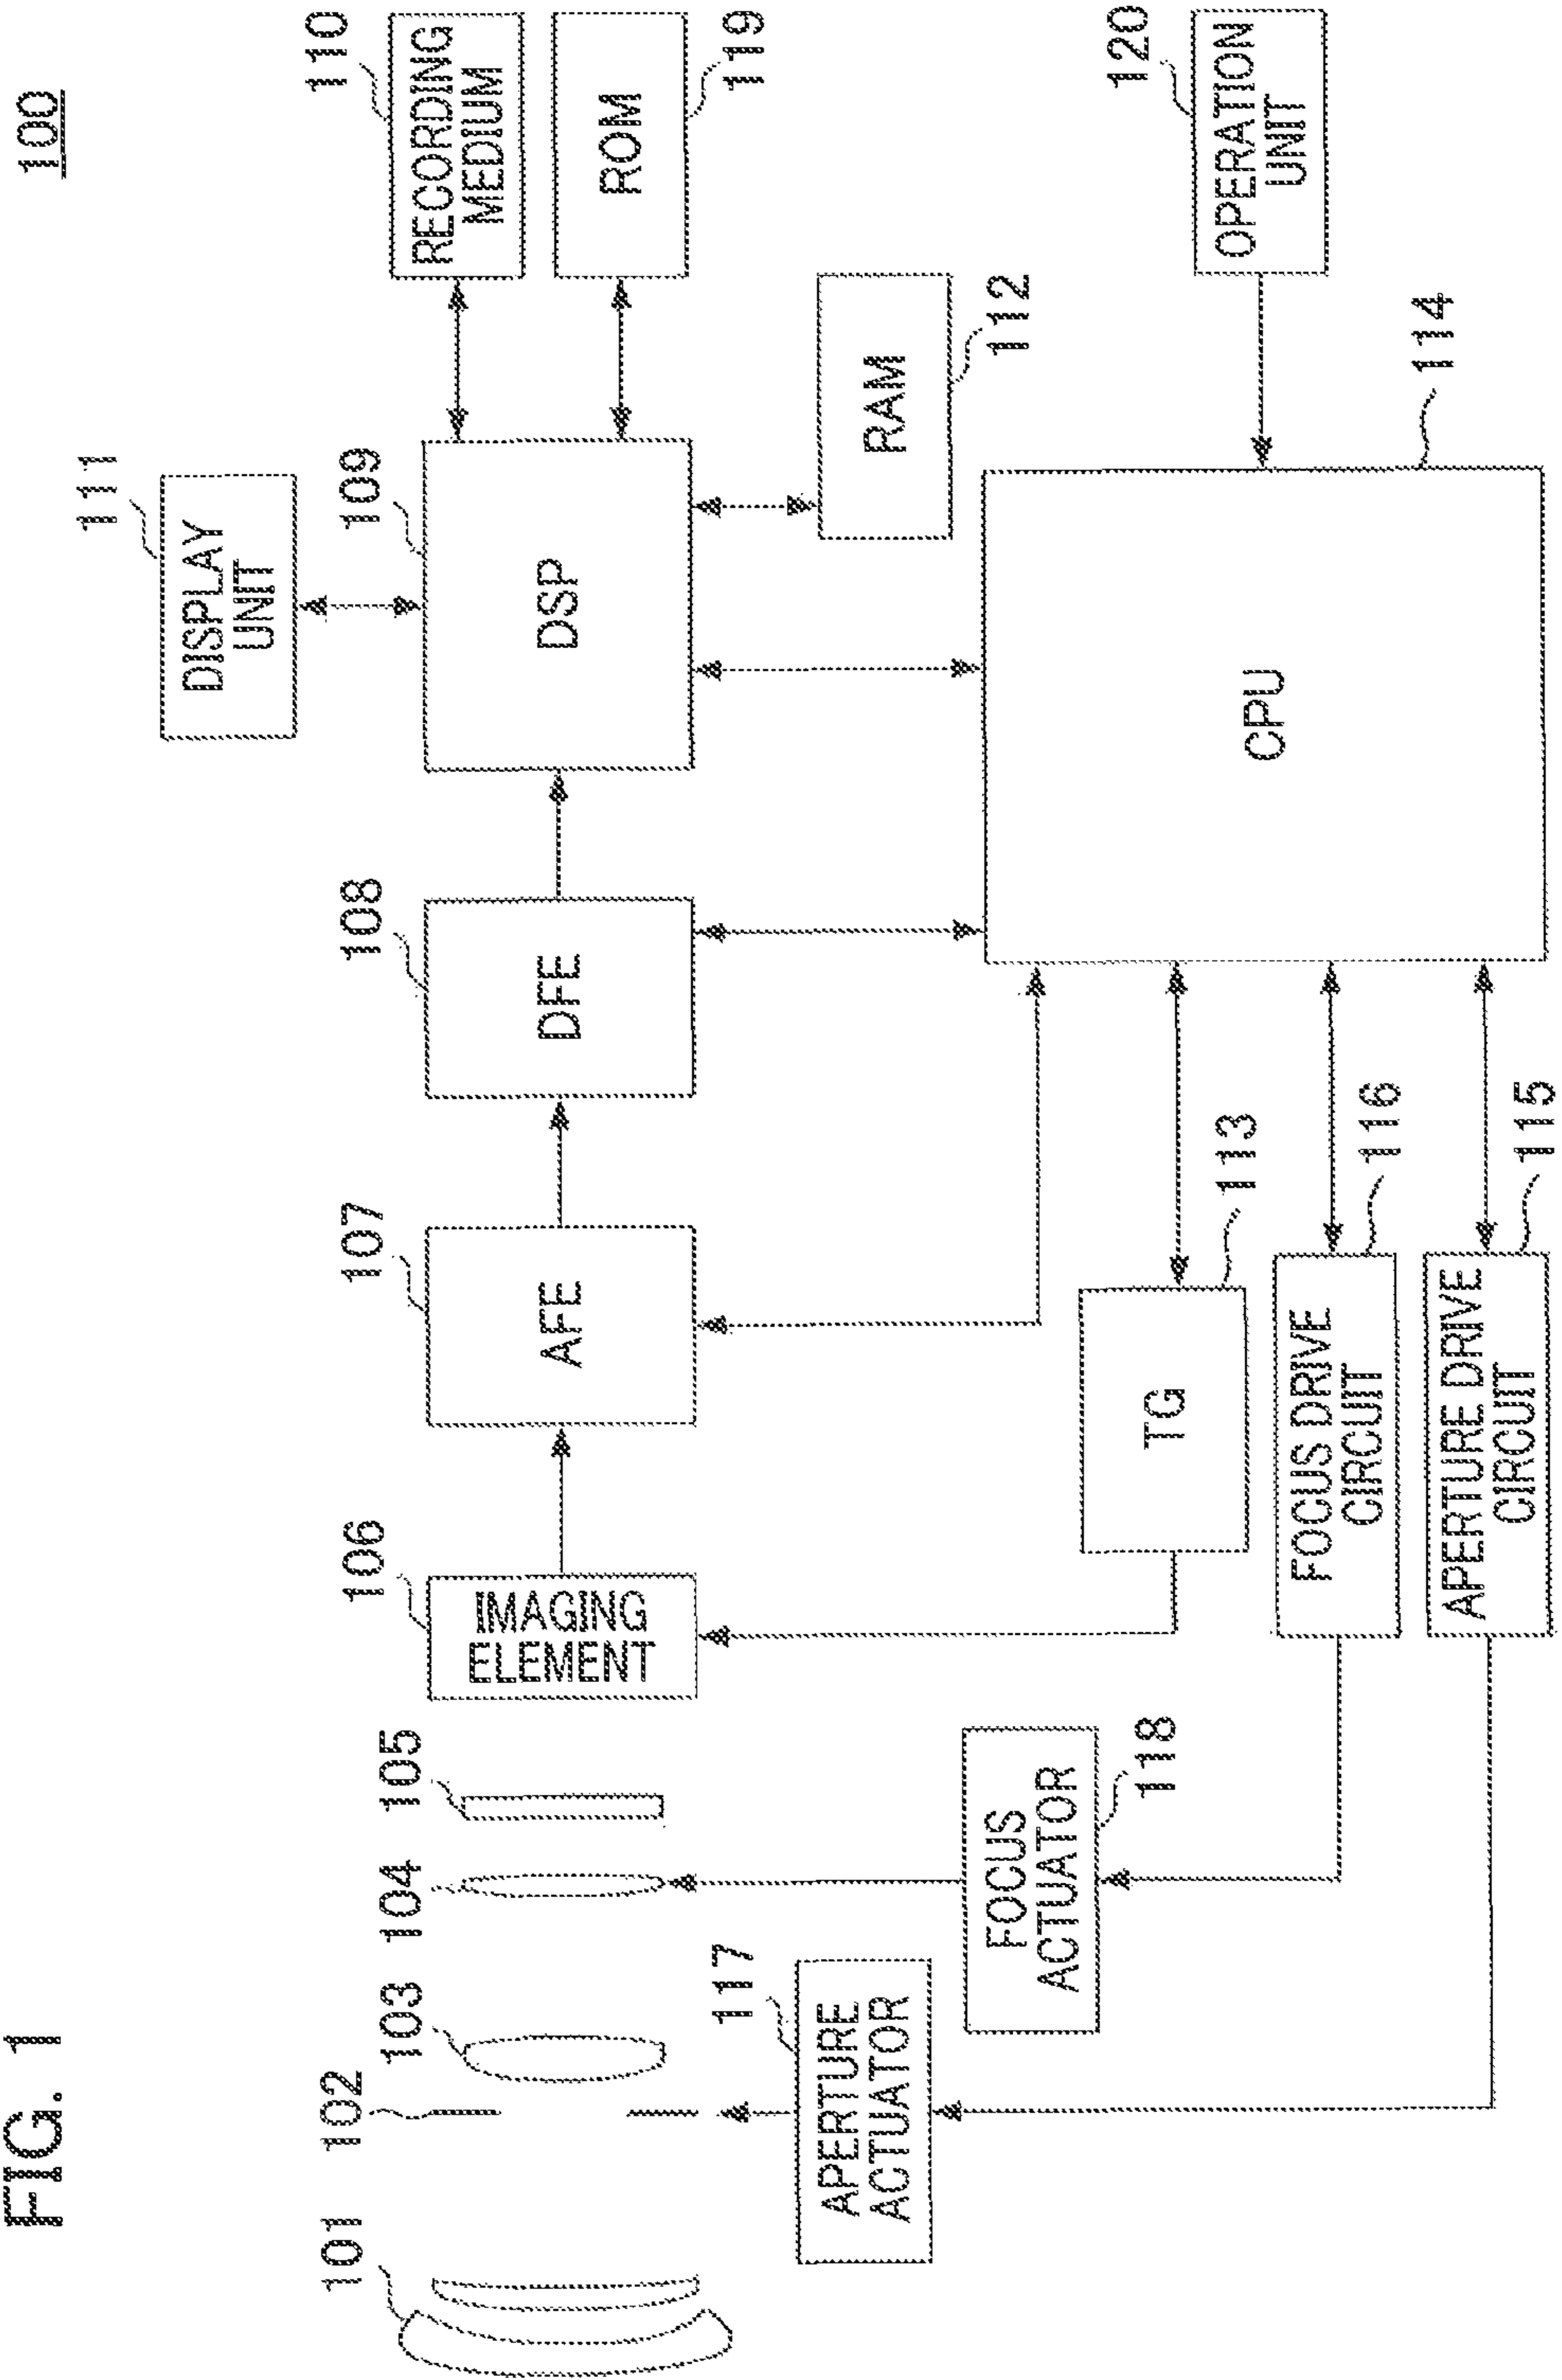 FIG. 1
100
101
102
103
104
105
106
IMAGING
ELEMENT
107
AFE
108
DFE
109
DSP
111
DISPLAY
UNIT
110
RECORDING
MEDIUM
ROM
119
RAM
112
120
OPERATION
UNIT
CPU
114
TG
113
FOCUS DRIVE
CIRCUIT
116
APERTURE DRIVE
CIRCUIT
115
117
APERTURE
ACTUATOR
FOCUS
ACTUATOR
118